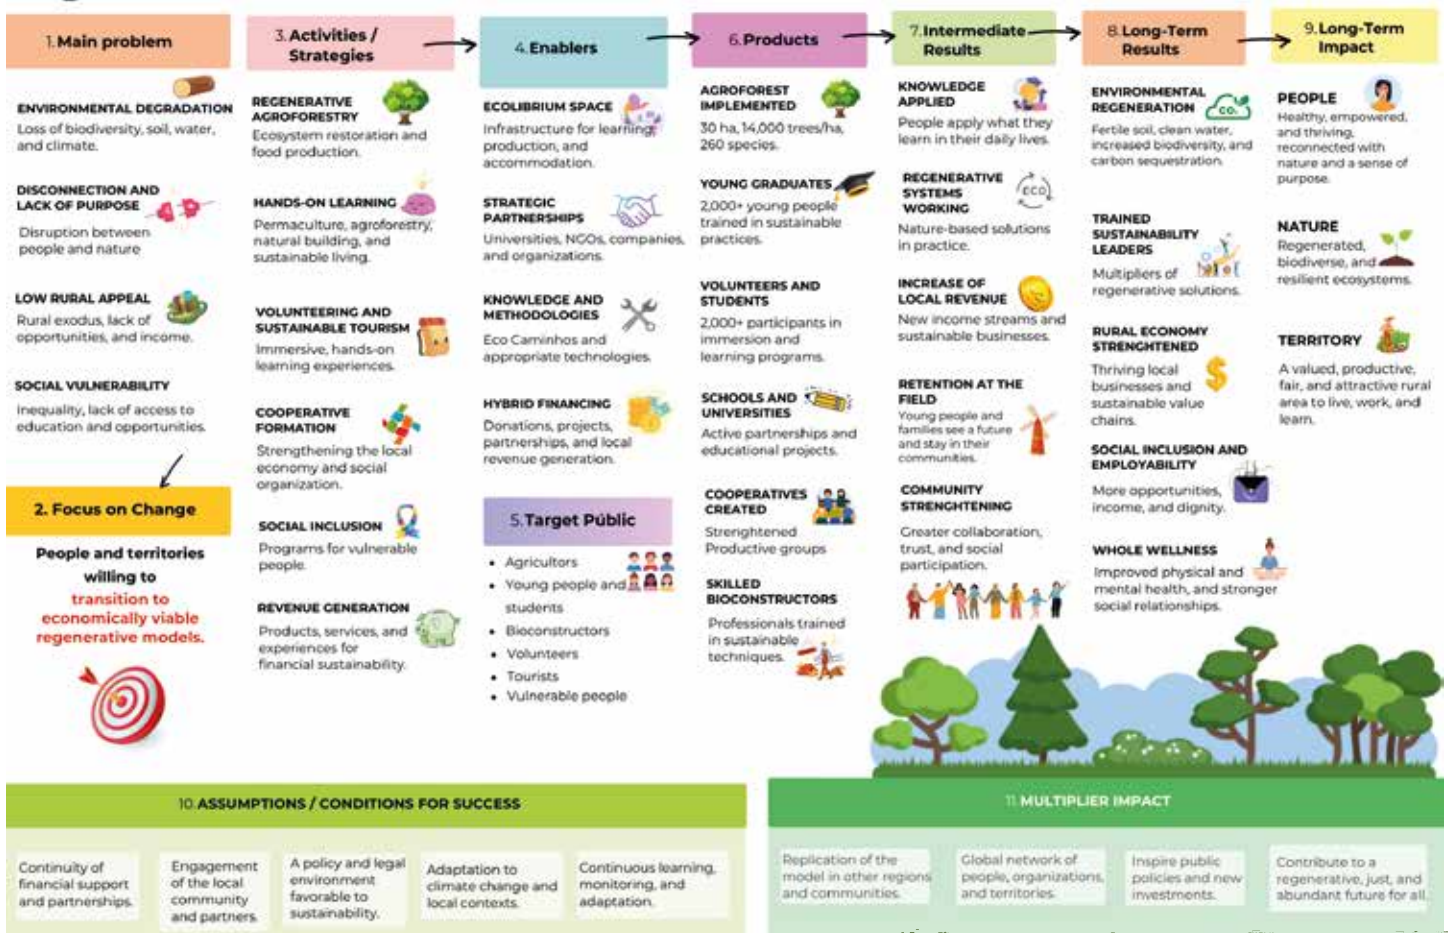 1. Main problem
ENVIRONMENTAL DEGRADATION
Loss of biodiversity, soil, water,
and climate.
DISCONNECTION AND
LACK OF PURPOSE
Disruption between
people and nature
LOW RURAL APPEAL
Rural exodus, lack of
opportunities, and income.
SOCIAL VULNERABILITY
Inequality, lack of access to
education and opportunities.
2. Focus on Change
People and territories
willing to
transition to
economically viable
regenerative models.
3. Activities /
Strategies
REGENERATIVE
AGROFORESTRY
Ecosystem restoration and
food production.
HANDS-ON LEARNING
Permaculture, agroforestry,
natural building, and
sustainable living.
VOLUNTEERING AND
SUSTAINABLE TOURISM
Immersive, hands-on
learning experiences.
COOPERATIVE
FORMATION
Strengthening the local
economy and social
organization.
SOCIAL INCLUSION
Programs for vulnerable
people.
REVENUE GENERATION
Products, services, and
experiences for
financial sustainability.
4. Enablers
ECOLIBRIUM SPACE
Infrastructure for learning,
production, and
accommodation.
STRATEGIC
PARTNERSHIPS
Universities, NGOs, companies,
and organizations.
KNOWLEDGE AND
METHODOLOGIES
Eco Caminhos and
appropriate technologies.
HYBRID FINANCING
Donations, projects,
partnerships, and local
revenue generation.
5. Target Públic
• Agricultors
• Young people and
students
• Bioconstructors
• Volunteers
• Tourists
• Vulnerable people
6. Products
AGROFOREST
IMPLEMENTED
30 ha, 14,000 trees/ha,
260 species.
YOUNG GRADUATES
2,000+ young people
trained in sustainable
practices.
VOLUNTEERS AND
STUDENTS
2,000+ participants in
immersion and
learning programs.
SCHOOLS AND
UNIVERSITIES
Active partnerships and
educational projects.
COOPERATIVES
CREATED
Strenghtened
Productive groups
SKILLED
BIOCONSTRUCTORS
Professionals trained
in sustainable
techniques.
7. Intermediate
Results
KNOWLEDGE
APPLIED
People apply what they
learn in their daily lives.
REGENERATIVE
SYSTEMS
WORKING
ECO
Nature-based solutions
in practice.
INCREASE OF
LOCAL REVENUE
New income streams and
sustainable businesses.
RETENTION AT THE
FIELD
Young people and
families see a future
and stay in their
communities.
COMMUNITY
STRENGHTENING
Greater collaboration,
trust, and social
participation.
8. Long-Term
Results
ENVIRONMENTAL
REGENERATION
CO₂
Fertile soil, clean water,
increased biodiversity, and
carbon sequestration.
TRAINED
SUSTAINABILITY
LEADERS
Multipliers of
regenerative solutions.
RURAL ECONOMY
STRENGHTENED
Thriving local
businesses and
sustainable value
chains.
SOCIAL INCLUSION AND
EMPLOYABILITY
More opportunities,
income, and dignity.
WHOLE WELLNESS
Improved physical and
mental health, and stronger
social relationships.
9. Long-Term
Impact
PEOPLE
Healthy, empowered,
and thriving,
reconnected with
nature and a sense of
purpose.
NATURE
Regenerated,
biodiverse, and
resilient ecosystems.
TERRITORY
A valued, productive,
fair, and attractive rural
area to live, work, and
learn.
10. ASSUMPTIONS / CONDITIONS FOR SUCCESS
Continuity of
financial support
and partnerships.
Engagement
of the local
community
and partners.
A policy and legal
environment
favorable to
sustainability.
Adaptation to
climate change and
local contexts.
Continuous learning,
monitoring, and
adaptation.
11. MULTIPLIER IMPACT
Replication of the
model in other regions
and communities.
Global network of
people, organizations,
and territories.
Inspire public
policies and new
investments.
Contribute to a
regenerative, just, and
abundant future for all.